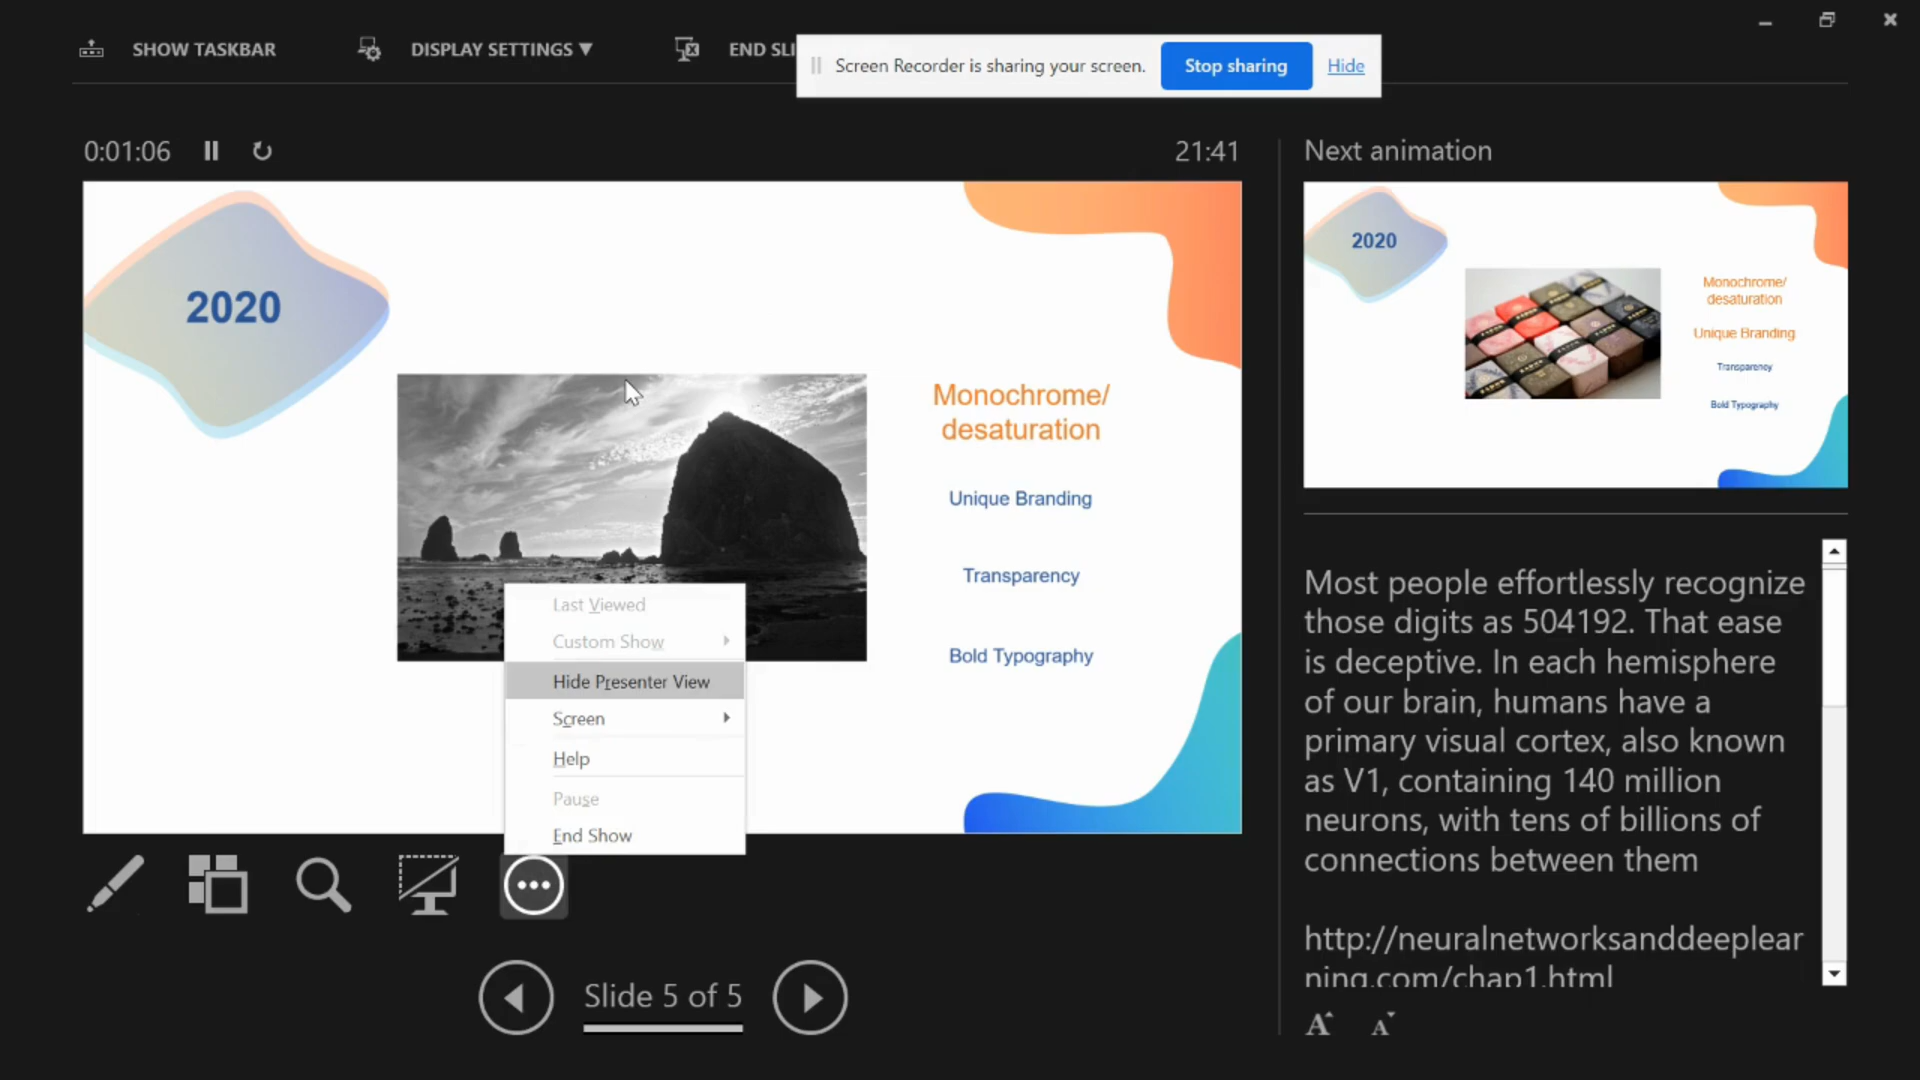 SHOW TASKBAR
DISPLAY SETTINGS ▼
END SLI
Screen Recorder is sharing your screen.
Stop sharing
Hide
0:01:06
21:41
Next animation
2020
Monochrome/
desaturation
Unique Branding
Transparency
Bold Typography
2020
Monochrome/
desaturation
Unique Branding
Transparency
Bold Typography
Last Viewed
Custom Show
Hide Presenter View
Screen
Help
Pause
End Show
Most people effortlessly recognize
those digits as 504192. That ease
is deceptive. In each hemisphere
of our brain, humans have a
primary visual cortex, also known
as V1, containing 140 million
neurons, with tens of billions of
connections between them
http://neuralnetworksanddeeplear
ning.com/chap1.html
Slide 5 of 5
A
A